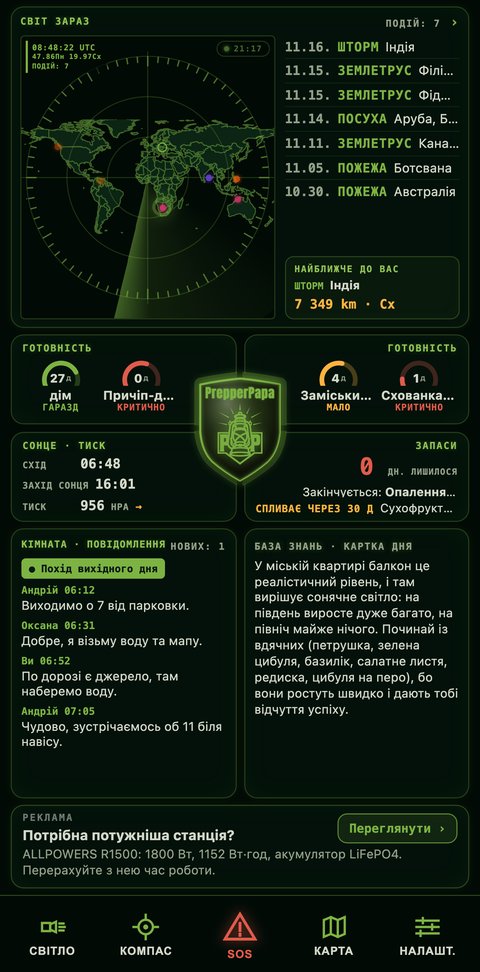 СВІТ ЗАРАЗ
ПОДІЙ: 7 ›
08:48:22 UTC
47.86Пн 19.97Сх
ПОДІЇ: 7
21:17
11.16. ШТОРМ Індія
11.15. ЗЕМЛЕТРУС Філі…
11.15. ЗЕМЛЕТРУС Фід…
11.14. ПОСУХА Аруба, Б…
11.11. ЗЕМЛЕТРУС Кана…
11.05. ПОЖЕЖА Ботсвана
10.30. ПОЖЕЖА Австралія
НАЙБЛИЖЧЕ ДО ВАС
ШТОРМ Індія
7 349 km · Сх
ГОТОВНІСТЬ
27д
дім
ГАРАЗД
0д
Причіп-д…
КРИТИЧНО
ГОТОВНІСТЬ
4д
Заміськи…
МАЛО
1д
Схованка…
КРИТИЧНО
PrepperPapa
P P
СОНЦЕ · ТИСК
СХІД 06:48
ЗАХІД СОНЦЯ 16:01
ТИСК 956 HPA →
ЗАПАСИ
0 ДН. ЛИШИЛОСЯ
Закінчується: Опалення…
СПЛИВАЄ ЧЕРЕЗ 30 Д Сухофрукт…
КІМНАТА · ПОВІДОМЛЕННЯ НОВИХ: 1
● Похід вихідного дня
Андрій 06:12
Виходимо о 7 від парковки.
Оксана 06:31
Добре, я візьму воду та мапу.
Ви 06:52
По дорозі є джерело, там
наберемо воду.
Андрій 07:05
Чудово, зустрічаємось об 11 біля
навісу.
БАЗА ЗНАНЬ · КАРТКА ДНЯ
У міській квартирі балкон це
реалістичний рівень, і там
вирішує сонячне світло: на
південь виросте дуже багато, на
північ майже нічого. Починай із
вдячних (петрушка, зелена
цибуля, базилік, салатне листя,
редиска, цибуля на перо), бо
вони ростуть швидко і дають тобі
відчуття успіху.
РЕКЛАМА
Потрібна потужніша станція?
Переглянути ›
ALLPOWERS R1500: 1800 Вт, 1152 Вт·год, акумулятор LiFePO4.
Перерахуйте з нею час роботи.
СВІТЛО
КОМПАС
SOS
КАРТА
НАЛАШТ.